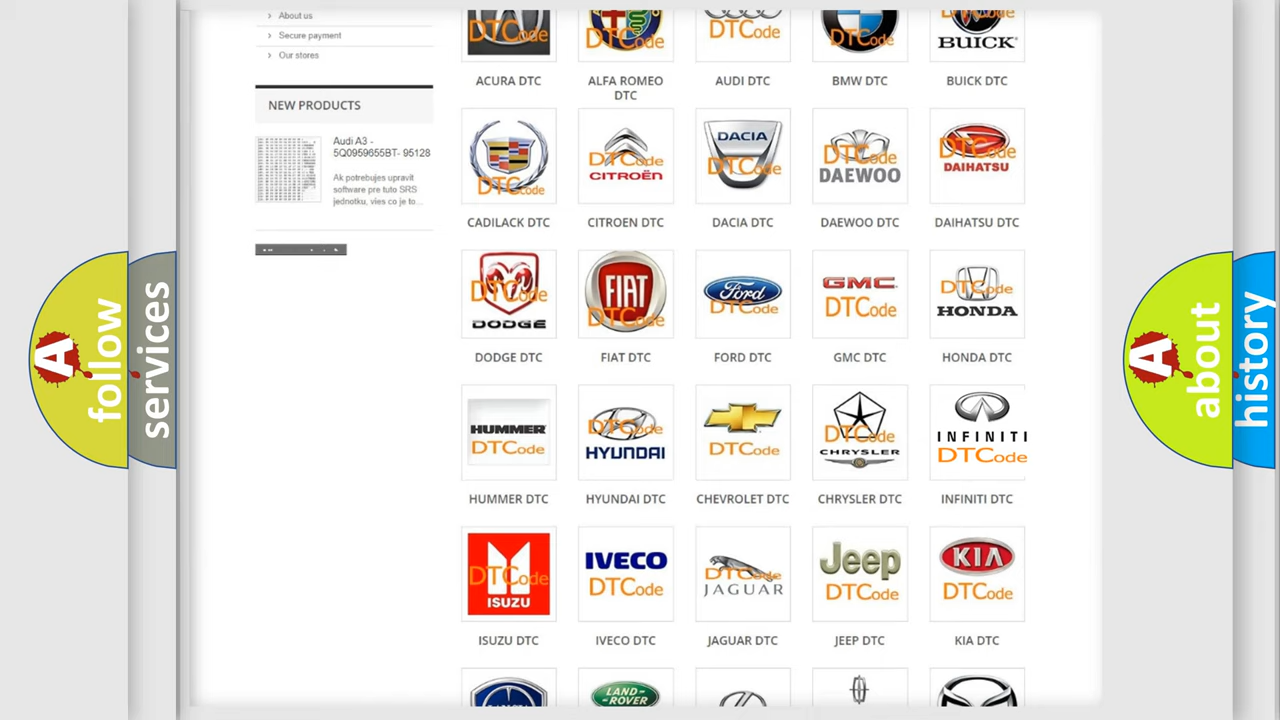 About us
Secure payment
Our stores
NEW PRODUCTS
Audi A3 -
5Q0959655BT- 95128
Ak potrebujes upravit
software pre tuto SRS
jednotku, vies co je to...
DTCode DTCode DTCode DTCode BUICK
ACURA DTC
ALFA ROMEO
DTC
AUDI DTC
BMW DTC
BUICK DTC
DTCode
DTCode
CITROËN
DACIA
DTCode
DTCode
DAEWOO
DTCode
DAIHATSU
CADILACK DTC
CITROEN DTC
DACIA DTC
DAEWOO DTC
DAIHATSU DTC
DTCode
DODGE
FIAT
DTCode
Ford
DTCode
GMC
DTCode
DTCode
HONDA
DODGE DTC
FIAT DTC
FORD DTC
GMC DTC
HONDA DTC
HUMMER
DTCode
DTCode
HYUNDAI
DTCode
DTCode
CHRYSLER
INFINITI
DTCode
HUMMER DTC
HYUNDAI DTC
CHEVROLET DTC
CHRYSLER DTC
INFINITI DTC
DTCode
ISUZU
IVECO
DTCode
DTCode
JAGUAR
Jeep
DTCode
KIA
DTCode
ISUZU DTC
IVECO DTC
JAGUAR DTC
JEEP DTC
KIA DTC
LAND-
ROVER
A
follow
services
A
about
history